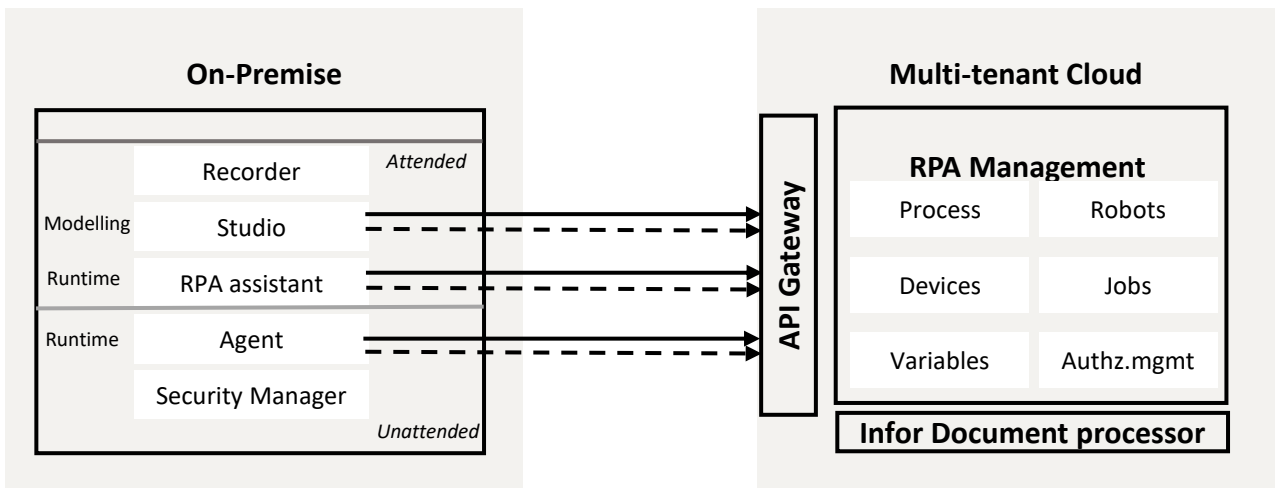 On-Premise
Attended
Recorder
Modelling
Studio
Runtime
RPA assistant
Runtime
Agent
Security Manager
Unattended
Multi-tenant Cloud
API Gateway
RPA Management
Process
Robots
Devices
Jobs
Variables
Authz.mgmt
Infor Document processor